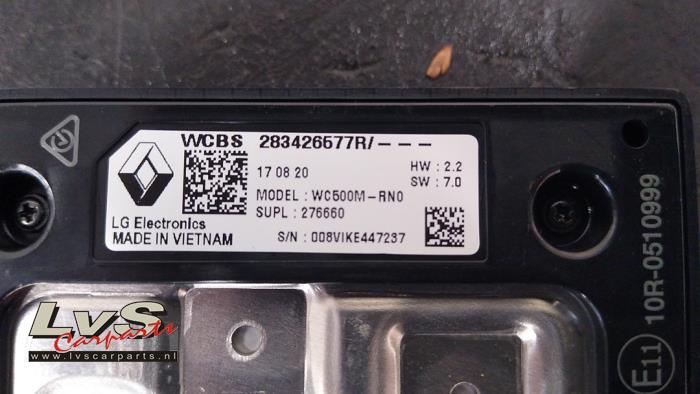 WCBS 283426577R/---
17 08 20
HW : 2.2
SW : 7.0
MODEL : WC500M-RN0
SUPL : 276660
LG Electronics
MADE IN VIETNAM
S/N : 008VIKE447237
E11 10R-0510999
LvS
Carparts
www.lvscarparts.nl